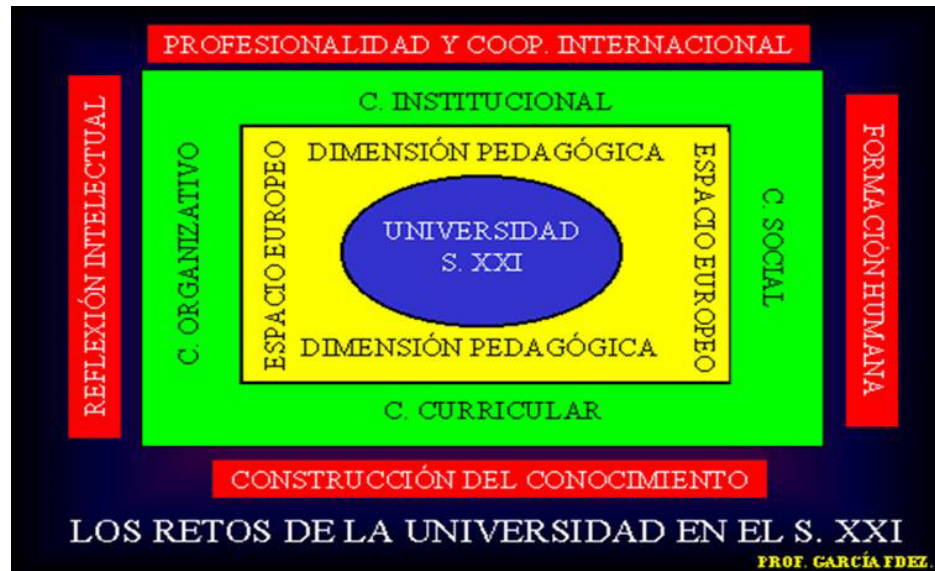 PROFESIONALIDAD Y COOP. INTERNACIONAL
REFLEXIÓN INTELECTUAL
C. INSTITUCIONAL
C. ORGANIZATIVO
ESPACIO EUROPEO
DIMENSIÓN PEDAGÓGICA
UNIVERSIDAD
S. XXI
DIMENSIÓN PEDAGÓGICA
ESPACIO EUROPEO
C. SOCIAL
FORMACIÓN HUMANA
C. CURRICULAR
CONSTRUCCIÓN DEL CONOCIMIENTO
LOS RETOS DE LA UNIVERSIDAD EN EL S. XXI
PROF. GARCÍA FDEZ.